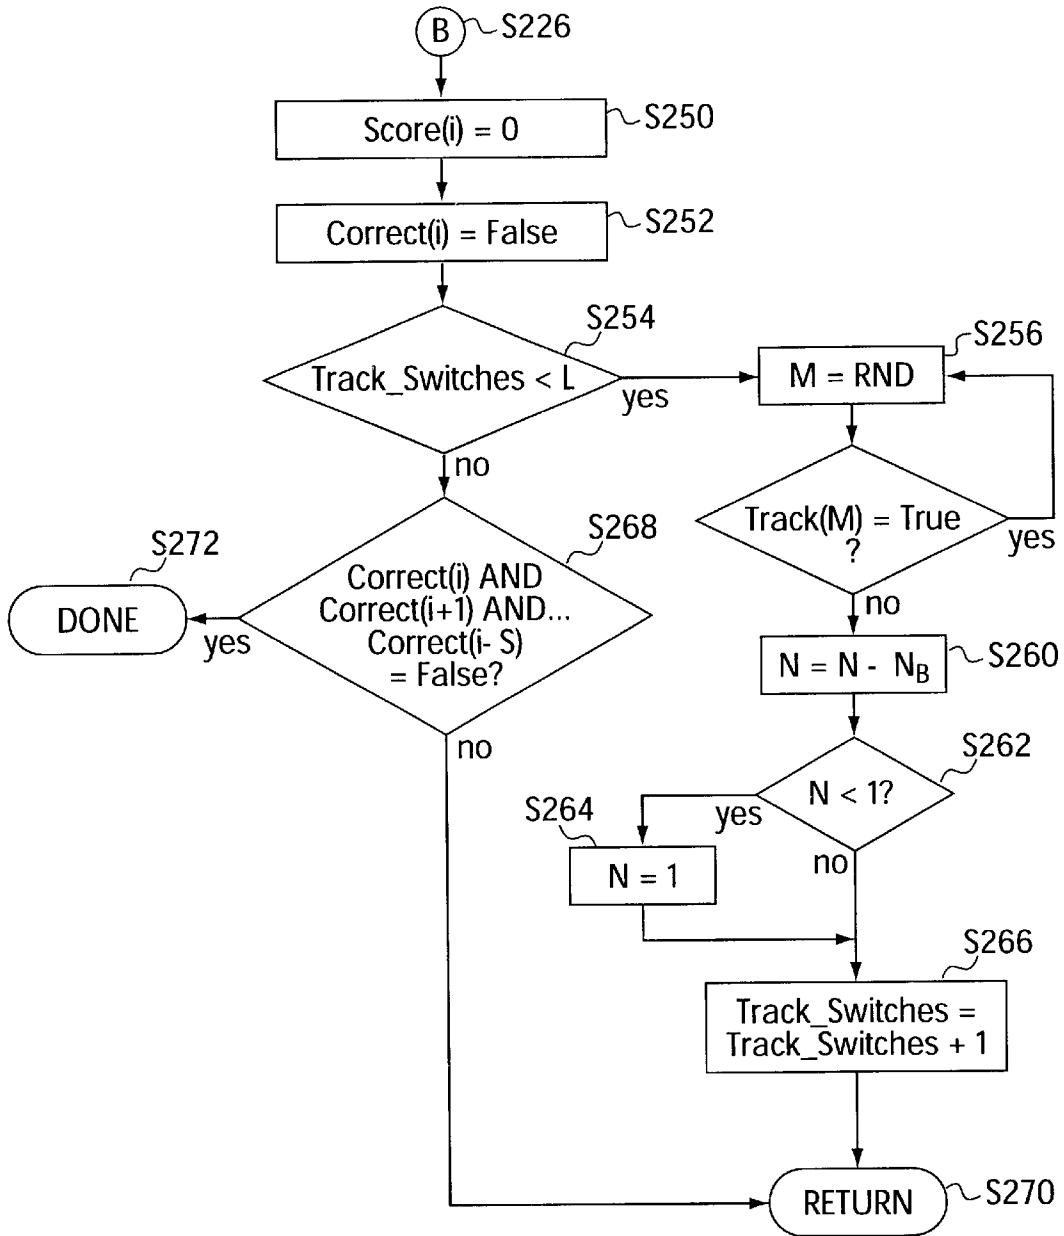 B
S226
Score(i) = 0
S250
Correct(i) = False
S252
Track_Switches < L
S254
yes
no
M = RND
S256
Track(M) = True
?
yes
no
Correct(i) AND
Correct(i+1) AND...
Correct(i- S)
= False?
S268
yes
no
DONE
S272
N = N - NB
S260
N < 1?
S262
yes
no
N = 1
S264
Track_Switches =
Track_Switches + 1
S266
RETURN
S270